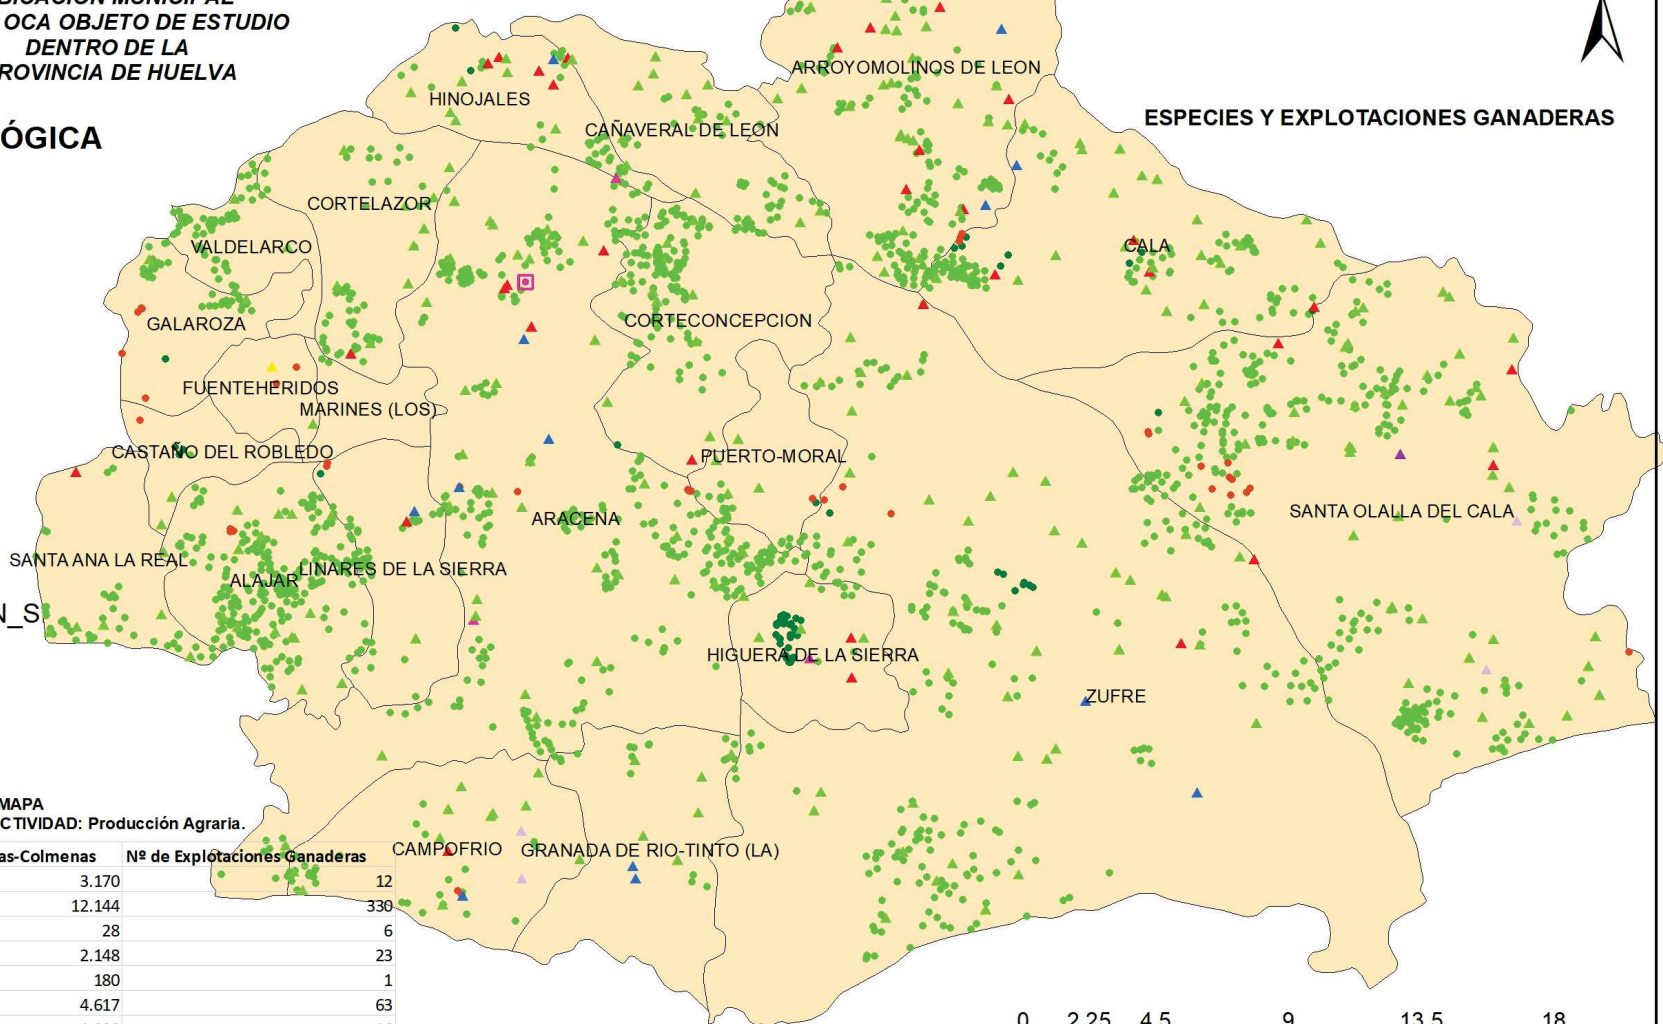 OCA OBJETO DE ESTUDIO
DENTRO DE LA
ROVINCIA DE HUELVA
ÓGICA
ESPECIES Y EXPLOTACIONES GANADERAS
ARROYOMOLINOS DE LEON
HINOJALES
CAÑAVERAL DE LEON
CORTELAZOR
VALDELARCO
CALA
GALAROZA
CORTECONCEPCION
FUENTEHERIDOS
MARINES (LOS)
CASTAÑO DEL ROBLEDO
PUERTO-MORAL
SANTA OLALLA DEL CALA
ARACENA
SANTA ANA LA REAL
LINARES DE LA SIERRA
ALAJAR
N_S
HIGUERA DE LA SIERRA
ZUFRE
MAPA
CTIVIDAD: Producción Agraria.
CAMPOFRIO
GRANADA DE RIO-TINTO (LA)
as-Colmenas Nº de Explotaciones Ganaderas
3.170 12
12.144 330
28 6
2.148 23
180 1
4.617 63
0 2,25 4,5 9 13,5 18